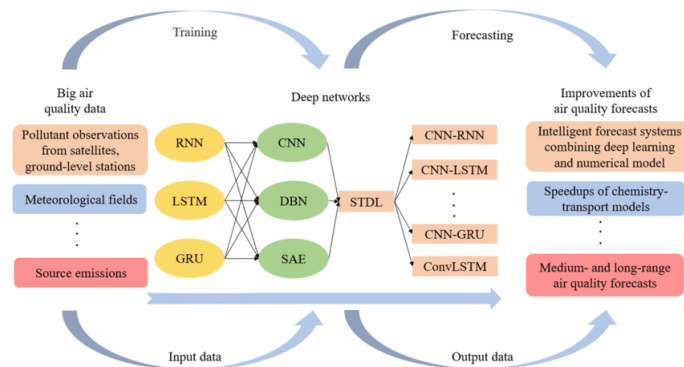 Training
Forecasting
Big air
quality data
Deep networks
Improvements of
air quality forecasts
Pollutant observations
from satellites,
ground-level stations
Meteorological fields
Source emissions
RNN
LSTM
GRU
CNN
DBN
SAE
STDL
CNN-RNN
CNN-LSTM
CNN-GRU
ConvLSTM
Intelligent forecast systems
combining deep learning
and numerical model
Speedups of chemistry-
transport models
Medium- and long-range
air quality forecasts
Input data
Output data